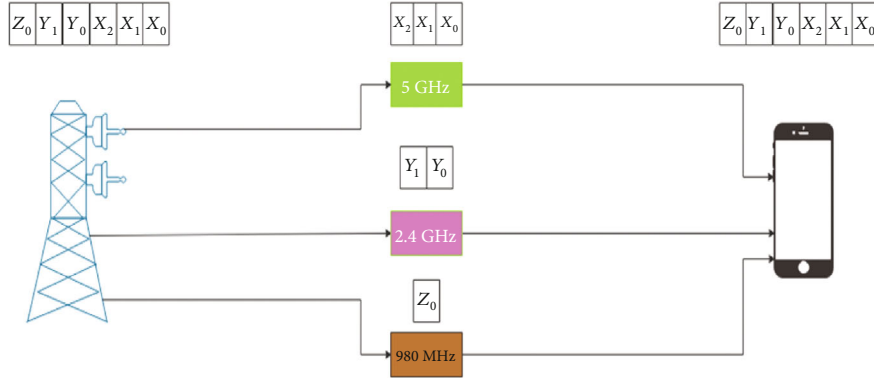 Z₀ Y₁ Y₀ X₂ X₁ X₀
X₂ X₁ X₀
Z₀ Y₁ Y₀ X₂ X₁ X₀
5 GHz
Y₁ Y₀
2.4 GHz
Z₀
980 MHz